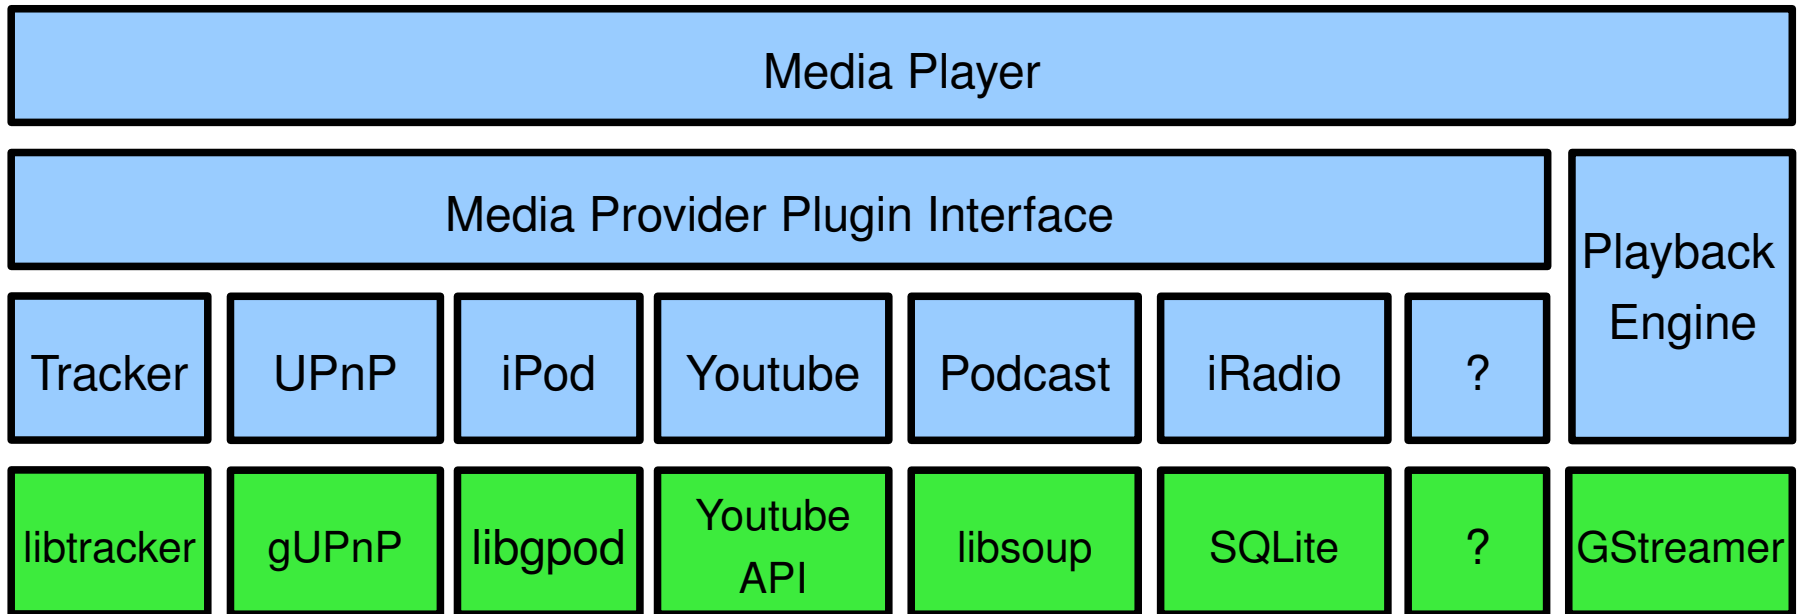 Media Player
Media Provider Plugin Interface
Playback
Engine
Tracker
UPnP
iPod
Youtube
Podcast
iRadio
?
libtracker
gUPnP
libgpod
Youtube
API
libsoup
SQLite
?
GStreamer